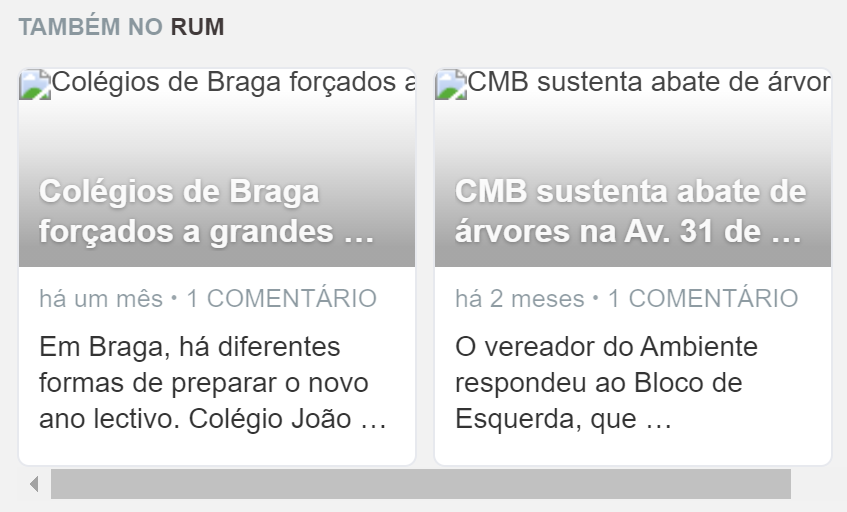 TAMBÉM NO RUM
Colégios de Braga forçados a
Colégios de Braga
forçados a grandes …
há um mês • 1 COMENTÁRIO
Em Braga, há diferentes
formas de preparar o novo
ano lectivo. Colégio João …
CMB sustenta abate de árvor
CMB sustenta abate de
árvores na Av. 31 de …
há 2 meses • 1 COMENTÁRIO
O vereador do Ambiente
respondeu ao Bloco de
Esquerda, que …